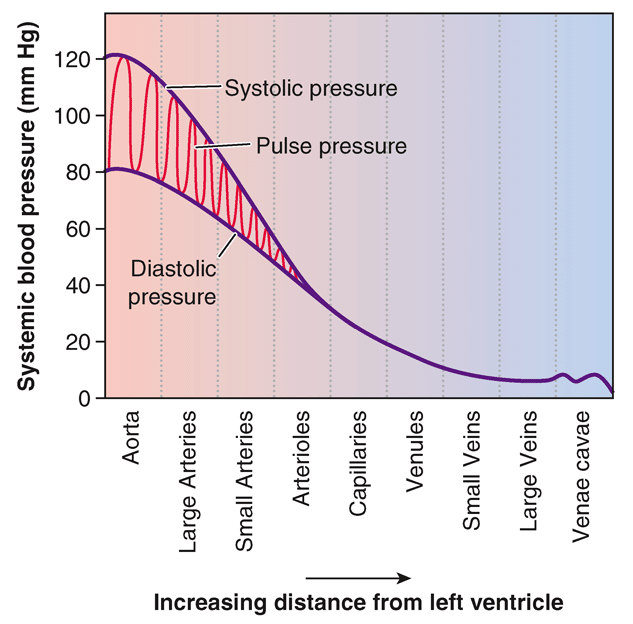 Systemic blood pressure (mm Hg)
120
100
80
60
40
20
0
Systolic pressure
Pulse pressure
Diastolic
pressure
Aorta
Large Arteries
Small Arteries
Arterioles
Capillaries
Venules
Small Veins
Large Veins
Venae cavae
Increasing distance from left ventricle